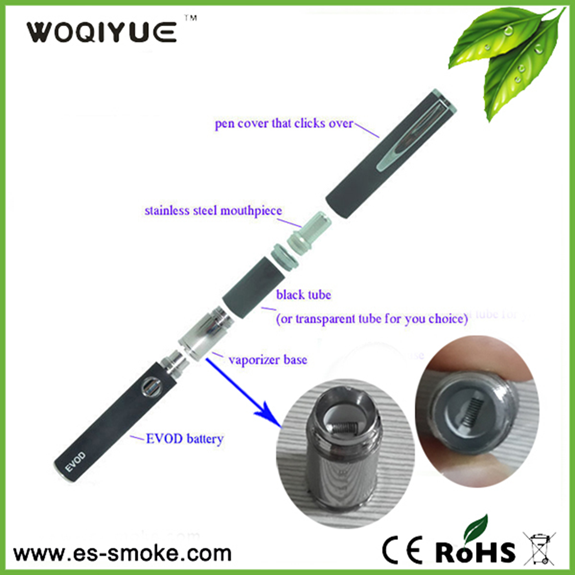 WOQIYUE
pen cover that clicks over
stainless steel mouthpiece
black tube
(or transparent tube for you choice)
vaporizer base
EVOD battery
EVOD
www.es-smoke.com
CE RoHS